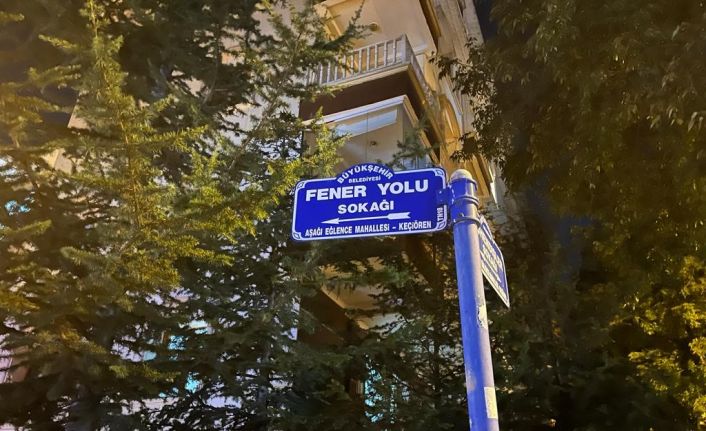 BÜYÜKŞEHİR
BELEDİYESİ
FENER YOLU
SOKAĞI
AŞAĞI EĞLENCE MAHALLESİ - KEÇİÖREN